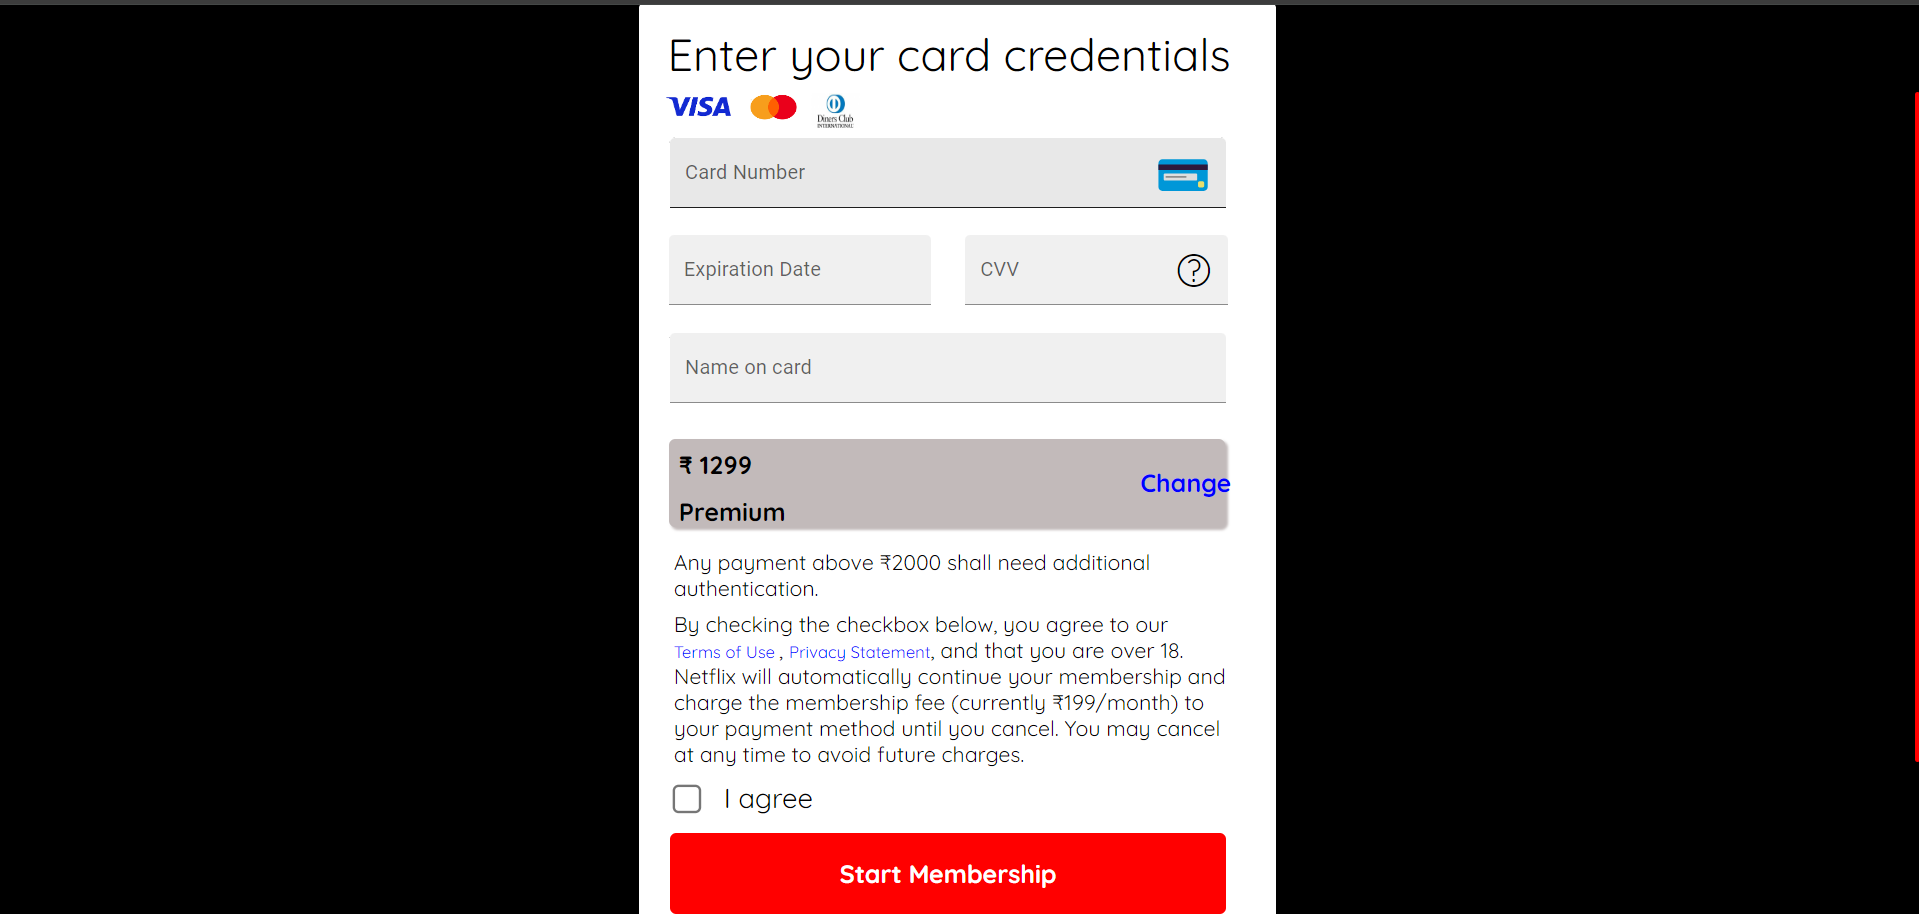 Enter your card credentials
VISA
Diners Club
INTERNATIONAL
Card Number
Expiration Date
CVV
?
Name on card
₹ 1299
Change
Premium
Any payment above ₹2000 shall need additional
authentication.
By checking the checkbox below, you agree to our
Terms of Use , Privacy Statement, and that you are over 18.
Netflix will automatically continue your membership and
charge the membership fee (currently ₹199/month) to
your payment method until you cancel. You may cancel
at any time to avoid future charges.
I agree
Start Membership